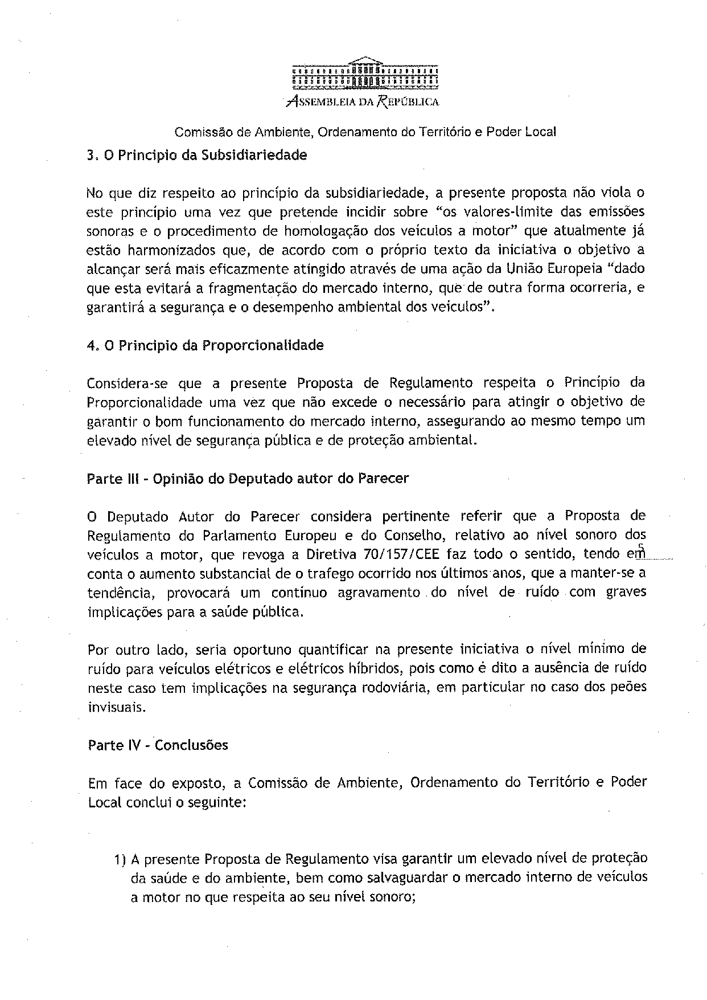 ASSEMBLEIA DA REPÚBLICA
Comissão de Ambiente, Ordenamento do Território e Poder Local
3. O Principio da Subsidiariedade
No que diz respeito ao princípio da subsidiariedade, a presente proposta não viola o
este princípio uma vez que pretende incidir sobre “os valores-limite das emissões
sonoras e o procedimento de homologação dos veículos a motor” que atualmente já
estão harmonizados que, de acordo com o próprio texto da iniciativa o objetivo a
alcançar será mais eficazmente atingido através de uma ação da União Europeia “dado
que esta evitará a fragmentação do mercado interno, que de outra forma ocorreria, e
garantirá a segurança e o desempenho ambiental dos veículos”.
4. O Principio da Proporcionalidade
Considera-se que a presente Proposta de Regulamento respeita o Princípio da
Proporcionalidade uma vez que não excede o necessário para atingir o objetivo de
garantir o bom funcionamento do mercado interno, assegurando ao mesmo tempo um
elevado nível de segurança pública e de proteção ambiental.
Parte III - Opinião do Deputado autor do Parecer
O Deputado Autor do Parecer considera pertinente referir que a Proposta de
Regulamento do Parlamento Europeu e do Conselho, relativo ao nível sonoro dos
veículos a motor, que revoga a Diretiva 70/157/CEE faz todo o sentido, tendo em
conta o aumento substancial de o trafego ocorrido nos últimos anos, que a manter-se a
tendência, provocará um contínuo agravamento do nível de ruído com graves
implicações para a saúde pública.
Por outro lado, seria oportuno quantificar na presente iniciativa o nível mínimo de
ruído para veículos elétricos e elétricos híbridos, pois como é dito a ausência de ruído
neste caso tem implicações na segurança rodoviária, em particular no caso dos peões
invisuais.
Parte IV - Conclusões
Em face do exposto, a Comissão de Ambiente, Ordenamento do Território e Poder
Local conclui o seguinte:
1) A presente Proposta de Regulamento visa garantir um elevado nível de proteção
da saúde e do ambiente, bem como salvaguardar o mercado interno de veículos
a motor no que respeita ao seu nível sonoro;